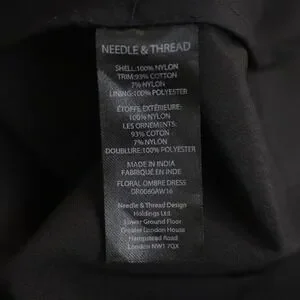 NEEDLE & THREAD
SHELL:100% NYLON
TRIM:93% COTTON
7% NYLON
LINING:100% POLYESTER
ÉTOFFE EXTÉRIEURE:
100% NYLON
LES ORNEMENTS:
93% COTON
7% NYLON
DOUBLURE:100% POLYESTER
MADE IN INDIA
FABRIQUÉ EN INDE
FLORAL OMBRE DRESS
DR0060AW16
Needle & Thread Design
Holdings Ltd.
Lower Ground Floor
Greater London House
Hampstead Road
London NW1 7QX